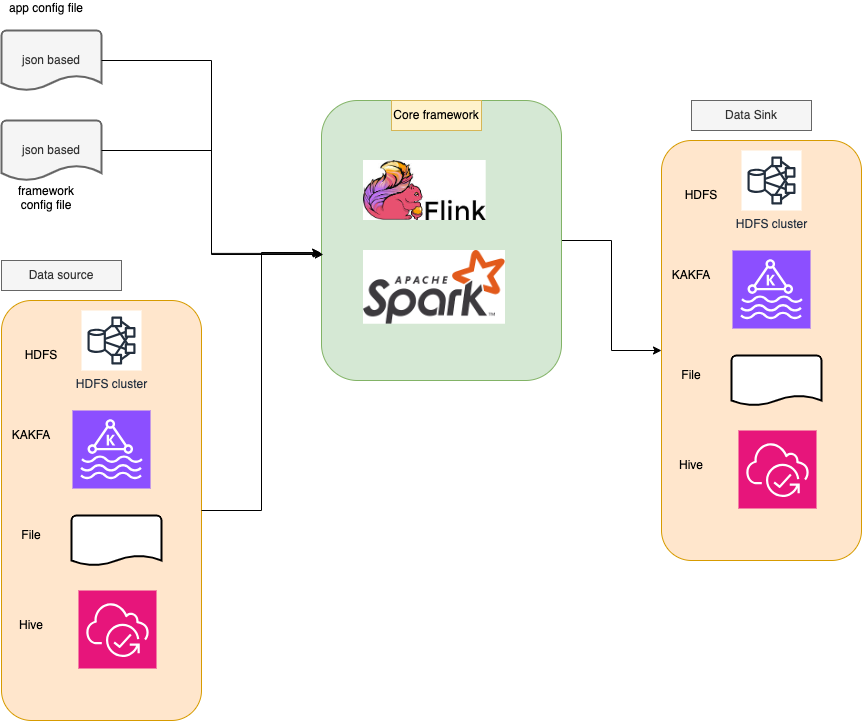 app config file
json based
json based
framework
config file
Data source
HDFS
HDFS cluster
KAKFA
K
File
Hive
Core framework
Flink
APACHE
Spark
TM
Data Sink
HDFS
HDFS cluster
KAKFA
K
File
Hive